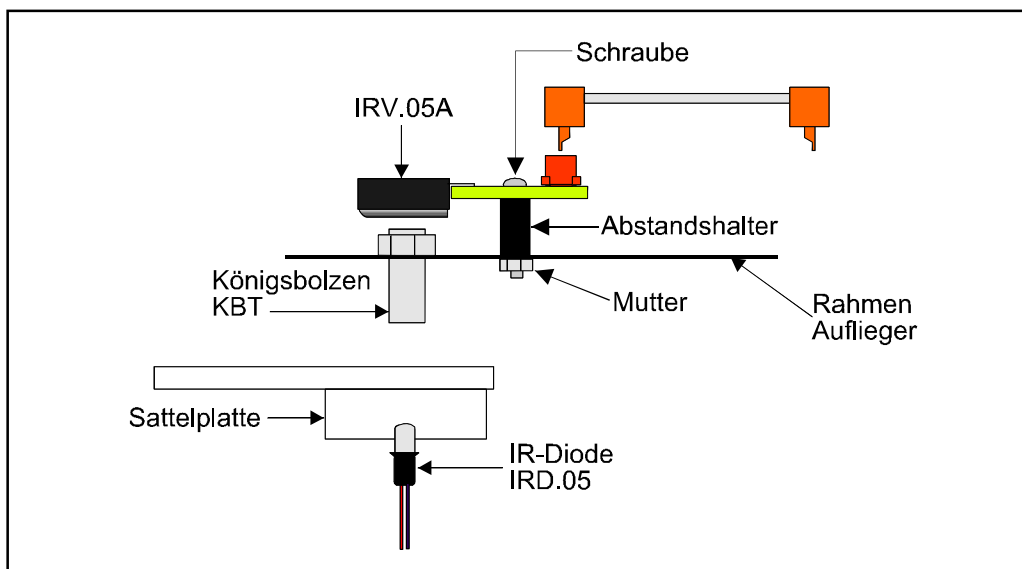 Schraube
IRV.05A
Abstandshalter
Königsbolzen
KBT
Mutter
Rahmen
Auflieger
Sattelplatte
IR-Diode
IRD.05